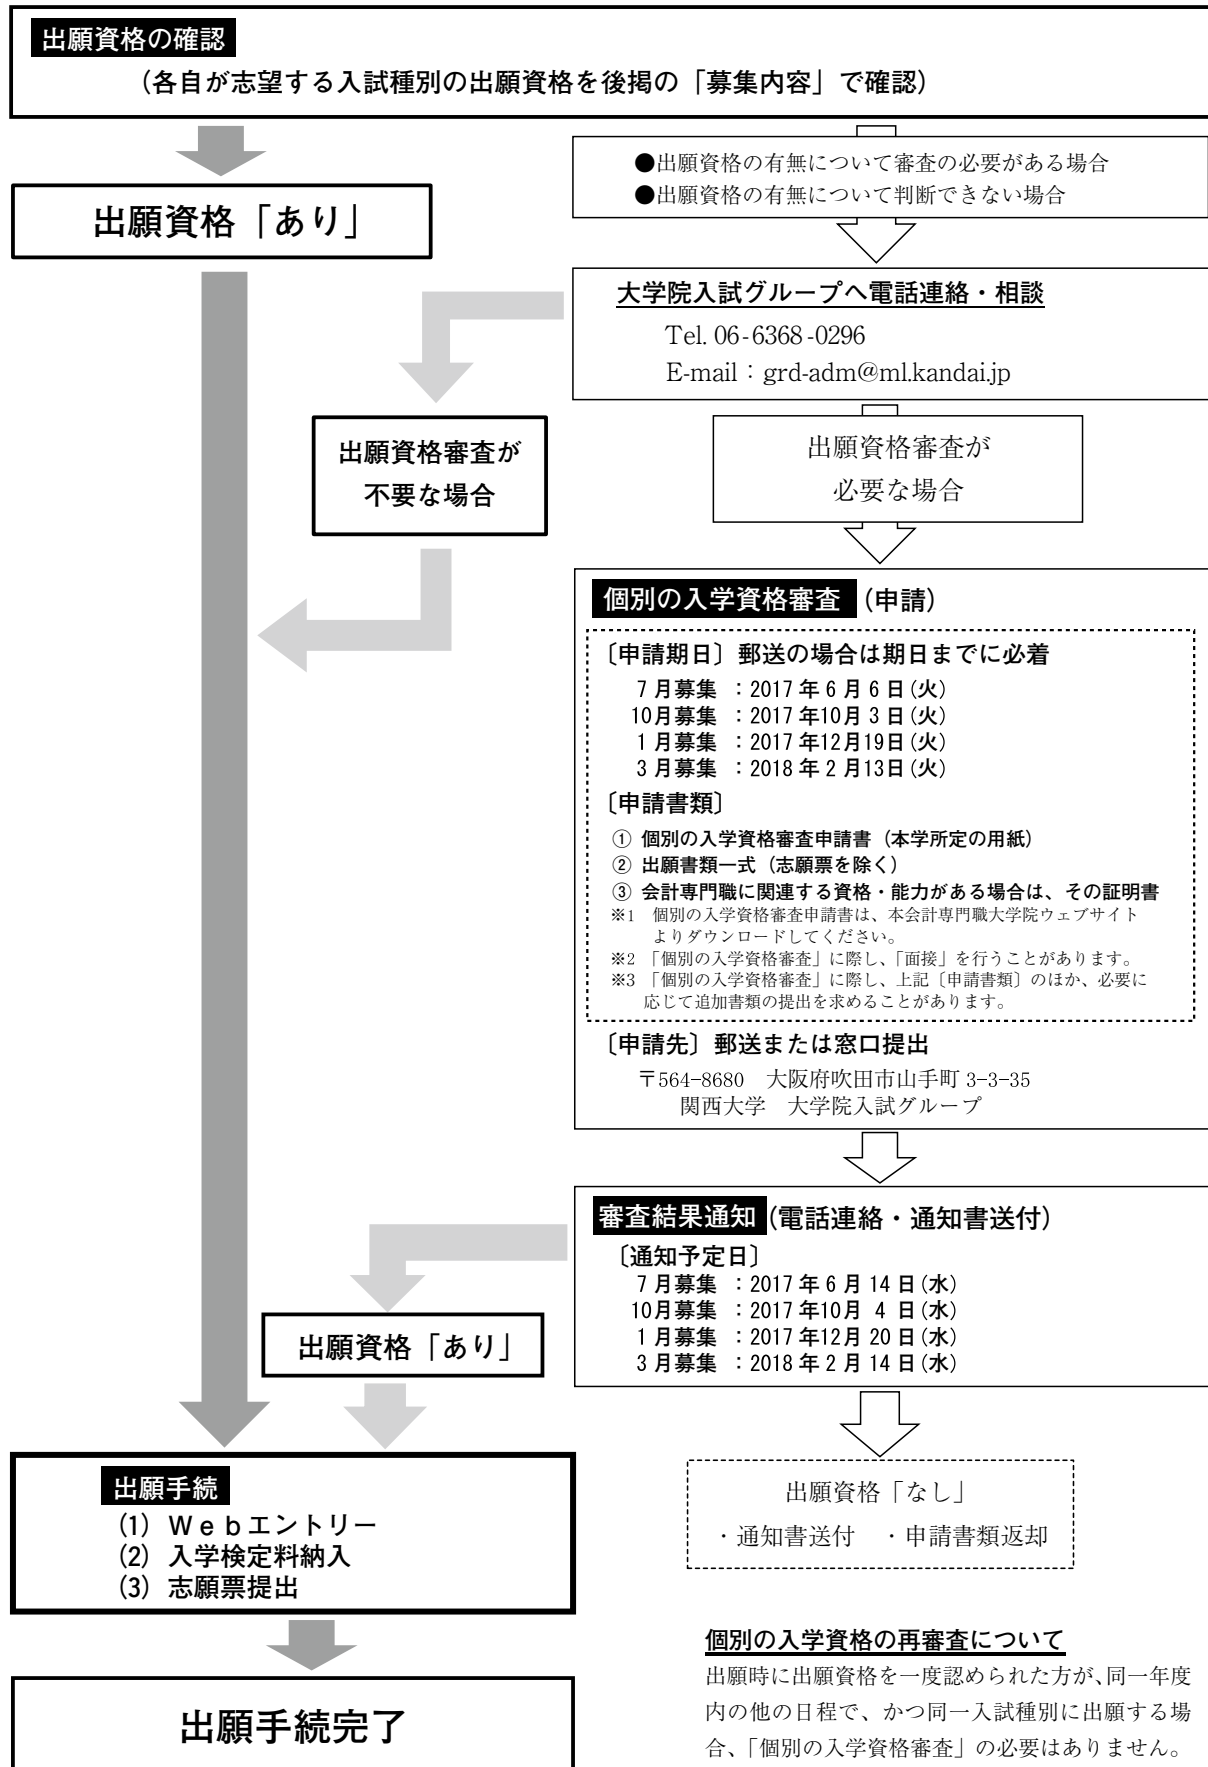 出願資格の確認
(各自が志望する入試種別の出願資格を後掲の「募集内容」で確認)
●出願資格の有無について審査の必要がある場合
●出願資格の有無について判断できない場合
出願資格「あり」
大学院入試グループへ電話連絡・相談
Tel. 06-6368-0296
E-mail：grd-adm@ml.kandai.jp
出願資格審査が
不要な場合
出願資格審査が
必要な場合
個別の入学資格審査 (申請)
〔申請期日〕郵送の場合は期日までに必着
7月募集 ：2017年6月6日(火)
10月募集 ：2017年10月3日(火)
1月募集 ：2017年12月19日(火)
3月募集 ：2018年2月13日(火)
〔申請書類〕
① 個別の入学資格審査申請書（本学所定の用紙）
② 出願書類一式（志願票を除く）
③ 会計専門職に関連する資格・能力がある場合は、その証明書
※1 個別の入学資格審査申請書は、本会計専門職大学院ウェブサイト
よりダウンロードしてください。
※2 「個別の入学資格審査」に際し、「面接」を行うことがあります。
※3 「個別の入学資格審査」に際し、上記〔申請書類〕のほか、必要に
応じて追加書類の提出を求めることがあります。
〔申請先〕郵送または窓口提出
〒564-8680 大阪府吹田市山手町 3-3-35
関西大学 大学院入試グループ
審査結果通知 (電話連絡・通知書送付)
〔通知予定日〕
7月募集 ：2017年6月14日(水)
10月募集 ：2017年10月4日(水)
1月募集 ：2017年12月20日(水)
3月募集 ：2018年2月14日(水)
出願資格「あり」
出願手続
(1) Ｗｅｂエントリー
(2) 入学検定料納入
(3) 志願票提出
出願資格「なし」
・通知書送付 ・申請書類返却
出願手続完了
個別の入学資格の再審査について
出願時に出願資格を一度認められた方が、同一年度
内の他の日程で、かつ同一入試種別に出願する場
合、「個別の入学資格審査」の必要はありません。